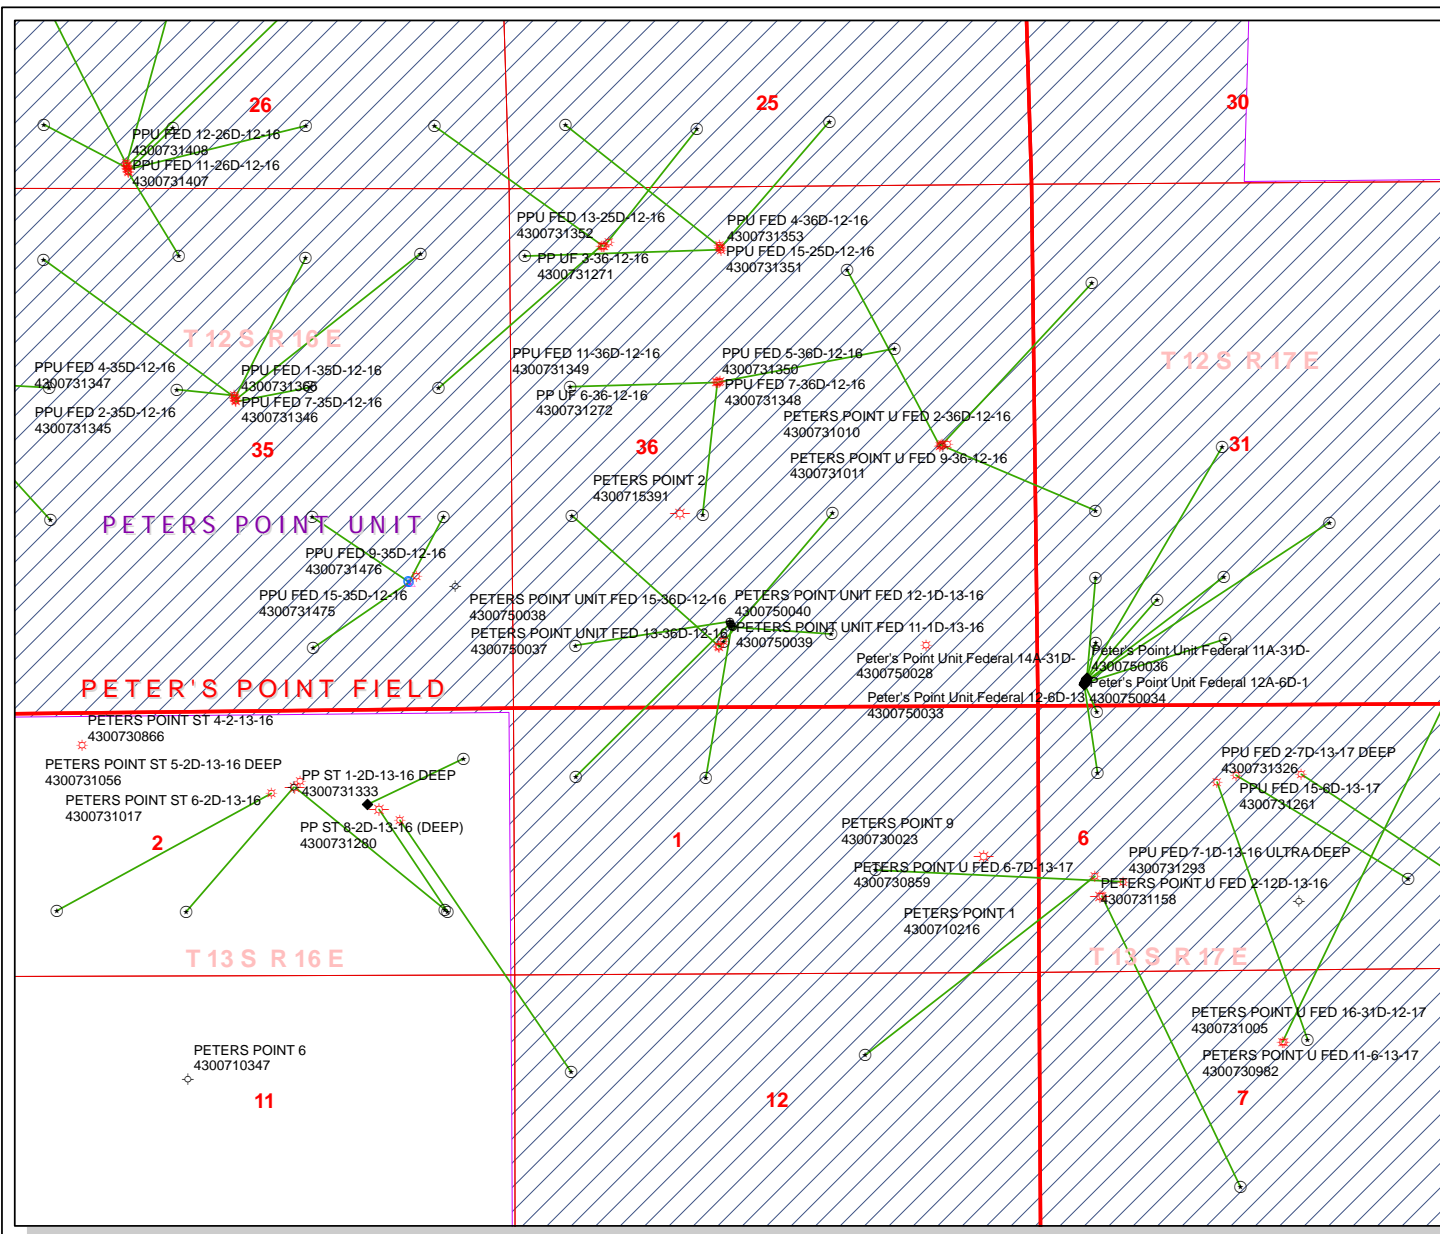 26
25
30
PPU FED 12-26D-12-16
4300731408
PPU FED 11-26D-12-16
4300731407
PPU FED 13-25D-12-16
4300731352
PP UF 3-36-12-16
4300731271
PPU FED 4-36D-12-16
4300731353
PPU FED 15-25D-12-16
4300731351
T 12 S R 16 E
T 12 S R 17 E
PPU FED 4-35D-12-16
4300731347
PPU FED 2-35D-12-16
4300731345
PPU FED 1-35D-12-16
4300731366
PPU FED 7-35D-12-16
4300731346
PPU FED 11-36D-12-16
4300731349
PP UF 6-36-12-16
4300731272
PPU FED 5-36D-12-16
4300731350
PPU FED 7-36D-12-16
4300731348
PETERS POINT U FED 2-36D-12-16
4300731010
PETERS POINT U FED 9-36-12-16
4300731011
35
36
31
PETERS POINT 2
4300715391
PETERS POINT UNIT
PPU FED 9-35D-12-16
4300731476
PPU FED 15-35D-12-16
4300731475
PETERS POINT UNIT FED 15-36D-12-16
4300750038
PETERS POINT UNIT FED 13-36D-12-16
4300750037
PETERS POINT UNIT FED 12-1D-13-16
4300750040
PETERS POINT UNIT FED 11-1D-13-16
4300750039
Peter's Point Unit Federal 14A-31D-
4300750028
Peter's Point Unit Federal 11A-31D-
4300750036
Peter's Point Unit Federal 12-6D-13
4300750033
Peter's Point Unit Federal 12A-6D-1
4300750034
PETER'S POINT FIELD
PETERS POINT ST 4-2-13-16
4300730866
PETERS POINT ST 5-2D-13-16 DEEP
4300731056
PETERS POINT ST 6-2D-13-16
4300731017
PP ST 1-2D-13-16 DEEP
4300731333
PP ST 8-2D-13-16 (DEEP)
4300731280
PPU FED 2-7D-13-17 DEEP
4300731326
PPU FED 15-6D-13-17
4300731261
2
1
6
PETERS POINT 9
4300730023
PETERS POINT U FED 6-7D-13-17
4300730859
PPU FED 7-1D-13-16 ULTRA DEEP
4300731293
PETERS POINT U FED 2-12D-13-16
4300731158
PETERS POINT 1
4300710216
T 13 S R 16 E
T 13 S R 17 E
PETERS POINT U FED 16-31D-12-17
4300731005
PETERS POINT U FED 11-6-13-17
4300730982
PETERS POINT 6
4300710347
11
12
7